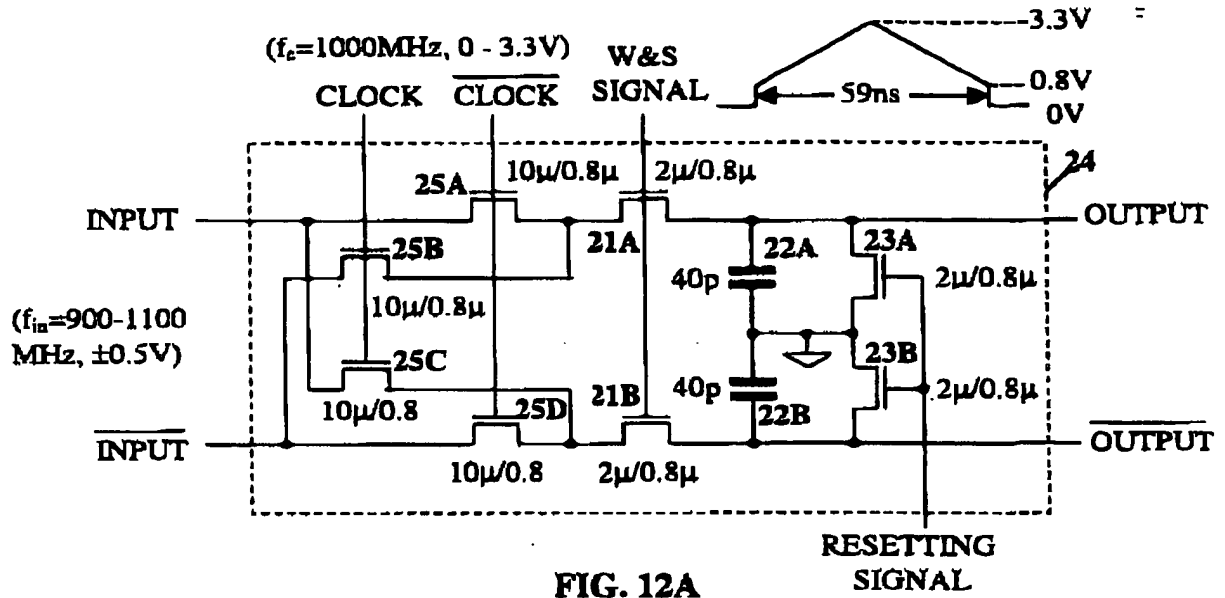 (fc=1000MHz, 0 - 3.3V)
W&S
SIGNAL
-3.3V
CLOCK
CLOCK
59ns
0.8V
0V
10μ/0.8μ
2μ/0.8μ
24
25A
INPUT
21A
OUTPUT
25B
22A
23A
40p
2μ/0.8μ
10μ/0.8μ
(fin=900-1100
MHz, ±0.5V)
25C
23B
10μ/0.8
25D
21B
40p
22B
2μ/0.8μ
INPUT
OUTPUT
10μ/0.8
2μ/0.8μ
RESETTING
SIGNAL
FIG. 12A